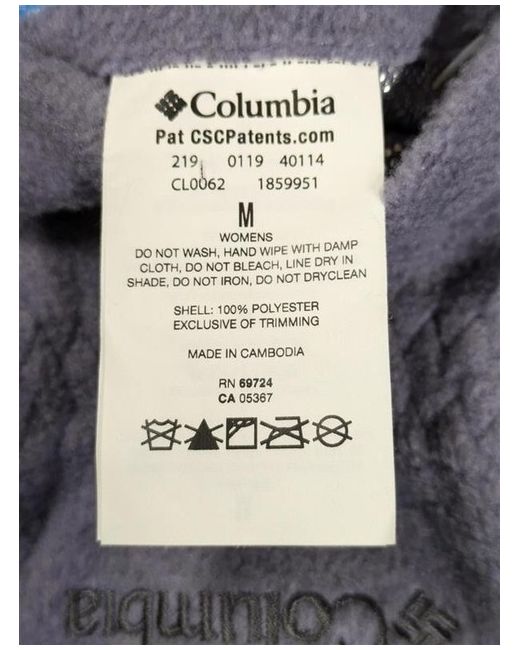 Columbia
Pat CSCPatents.com
219 0119 40114
CL0062 1859951
M
WOMENS
DO NOT WASH, HAND WIPE WITH DAMP
CLOTH, DO NOT BLEACH, LINE DRY IN
SHADE, DO NOT IRON, DO NOT DRYCLEAN
SHELL: 100% POLYESTER
EXCLUSIVE OF TRIMMING
MADE IN CAMBODIA
RN 69724
CA 05367
Columbia